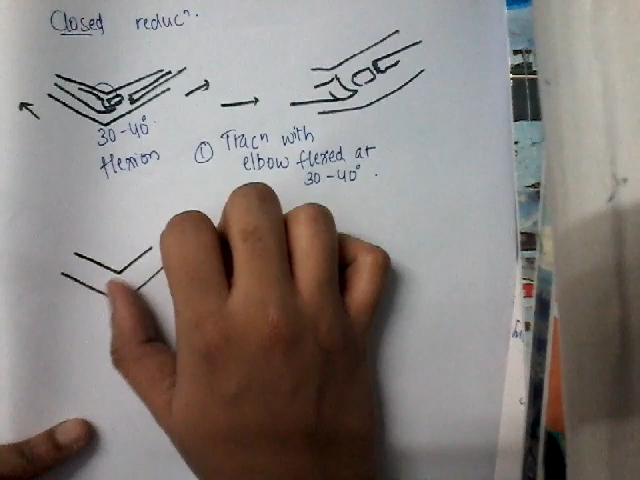 Closed reducⁿ.
30-40°
flexion
① Tracⁿ with
elbow flexed at
30-40°.